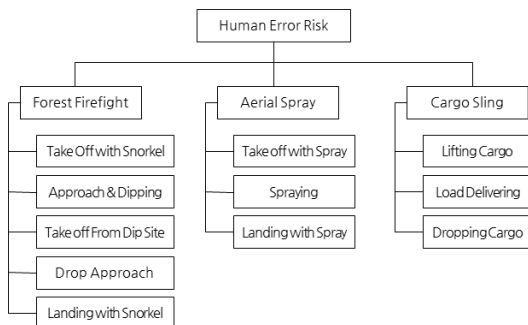 Human Error Risk
Forest Firefight
Aerial Spray
Cargo Sling
Take Off with Snorkel
Approach & Dipping
Take off From Dip Site
Drop Approach
Landing with Snorkel
Take off with Spray
Spraying
Landing with Spray
Lifting Cargo
Load Delivering
Dropping Cargo